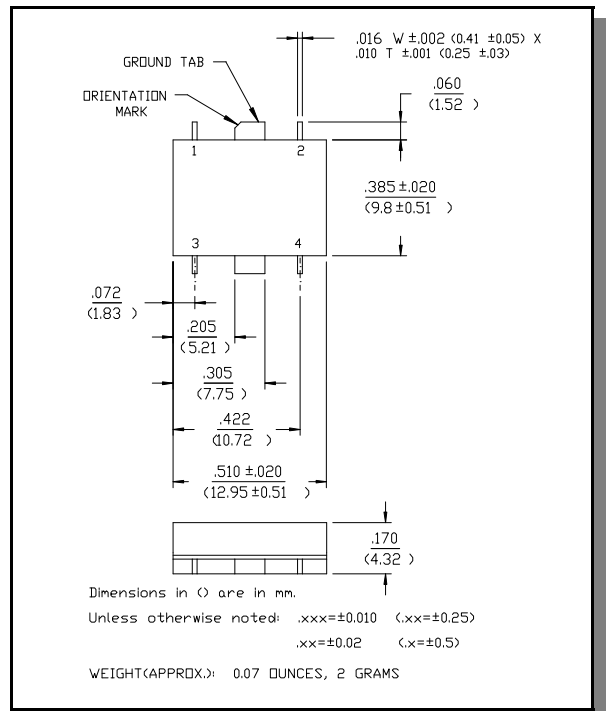 .016 W ±.002 (0.41 ±0.05) X
.010 T ±.001 (0.25 ±.03)
GROUND TAB
ORIENTATION
MARK
.060
(1.52 )
1 2
.385±.020
(9.8±0.51 )
3 4
.072
(1.83 )
.205
(5.21 )
.305
(7.75 )
.422
(10.72 )
.510 ±.020
(12.95±0.51 )
.170
(4.32 )
Dimensions in () are in mm.
Unless otherwise noted: .xxx=±0.010 (.xx=±0.25)
.xx=±0.02 (.x=±0.5)
WEIGHT(APPROX.): 0.07 OUNCES, 2 GRAMS